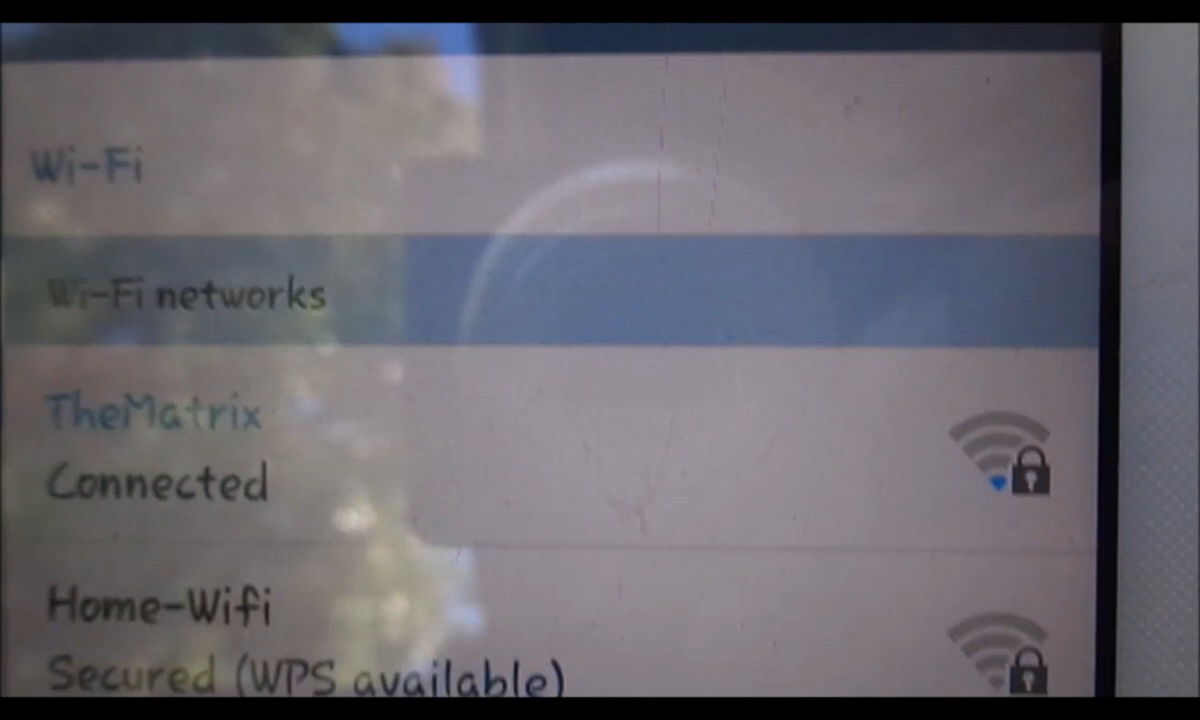 Wi-Fi
Wi-Fi networks
TheMatrix
Connected
Home-Wifi
Secured (WPS available)